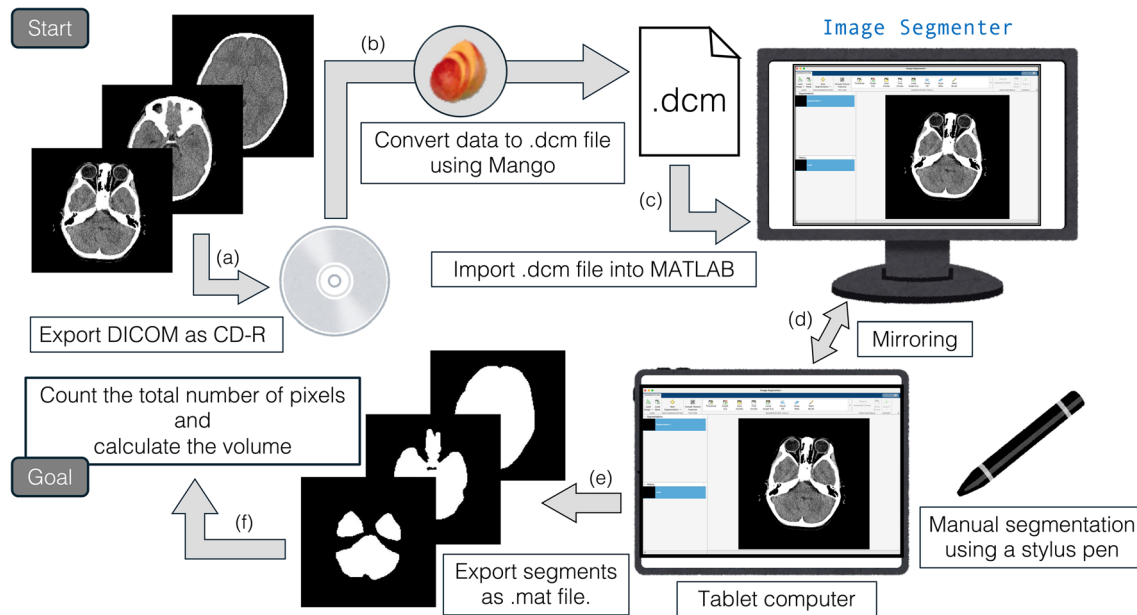 Start
(b)
Image Segmenter
.dcm
Convert data to .dcm file
using Mango
(c)
(a)
Import .dcm file into MATLAB
Export DICOM as CD-R
(d)
Mirroring
Count the total number of pixels
and
calculate the volume
Goal
(e)
(f)
Manual segmentation
using a stylus pen
Export segments
as .mat file.
Tablet computer